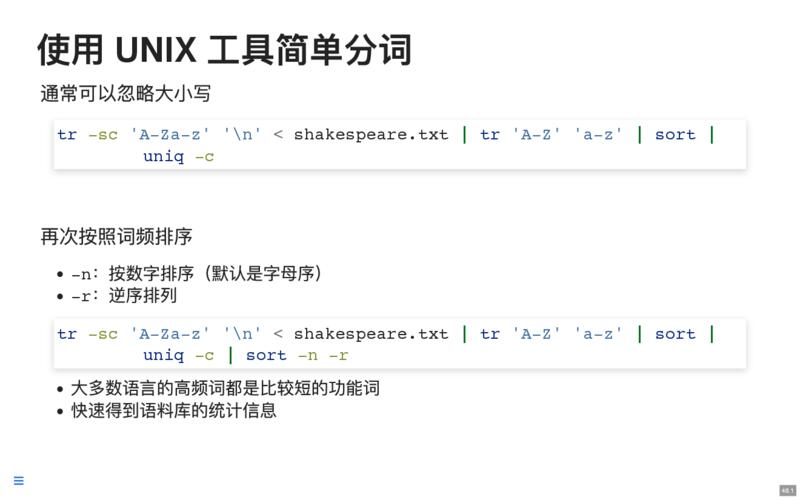 使用 UNIX 工具简单分词
通常可以忽略大小写
tr -sc 'A-Za-z' '\n' < shakespeare.txt | tr 'A-Z' 'a-z' | sort |
uniq -c
再次按照词频排序
• -n：按数字排序（默认是字母序）
• -r：逆序排列
tr -sc 'A-Za-z' '\n' < shakespeare.txt | tr 'A-Z' 'a-z' | sort |
uniq -c | sort -n -r
• 大多数语言的高频词都是比较短的功能词
• 快速得到语料库的统计信息